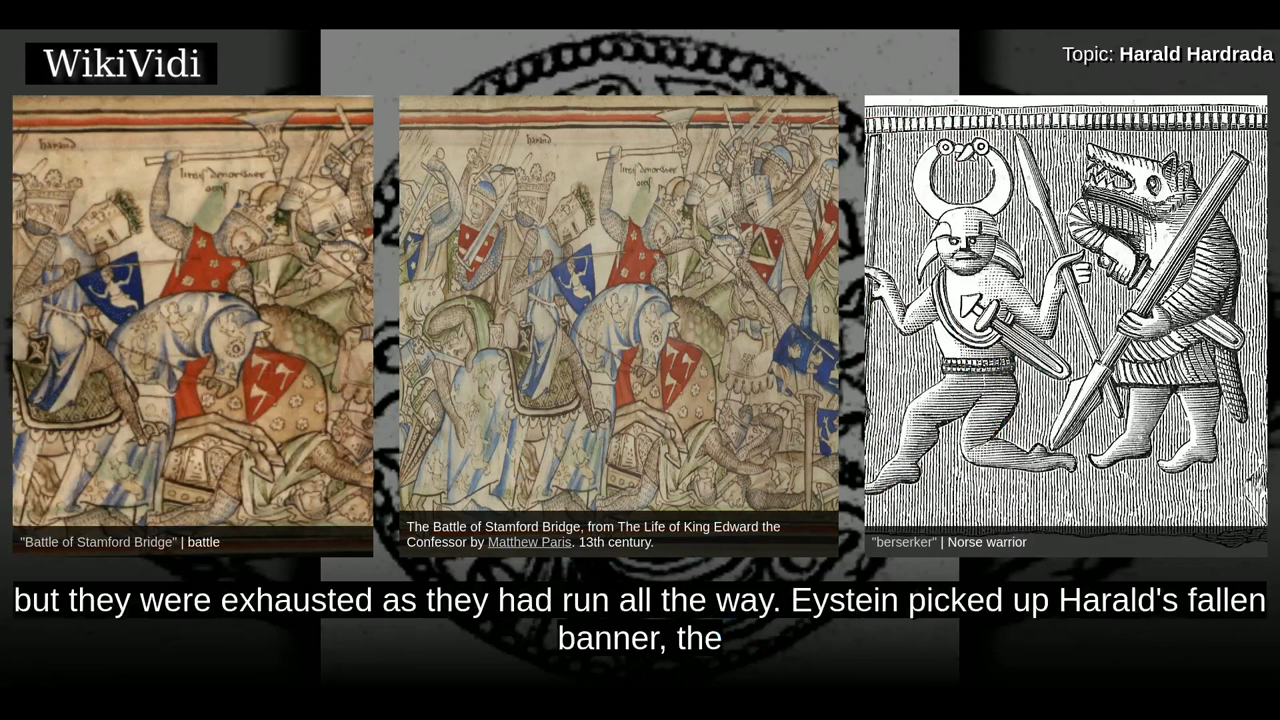 WikiVidi
Topic: Harald Hardrada
harald
harald
"Battle of Stamford Bridge" | battle
The Battle of Stamford Bridge, from The Life of King Edward the
Confessor by Matthew Paris. 13th century.
"berserker" | Norse warrior
but they were exhausted as they had run all the way. Eystein picked up Harald's fallen
banner, the